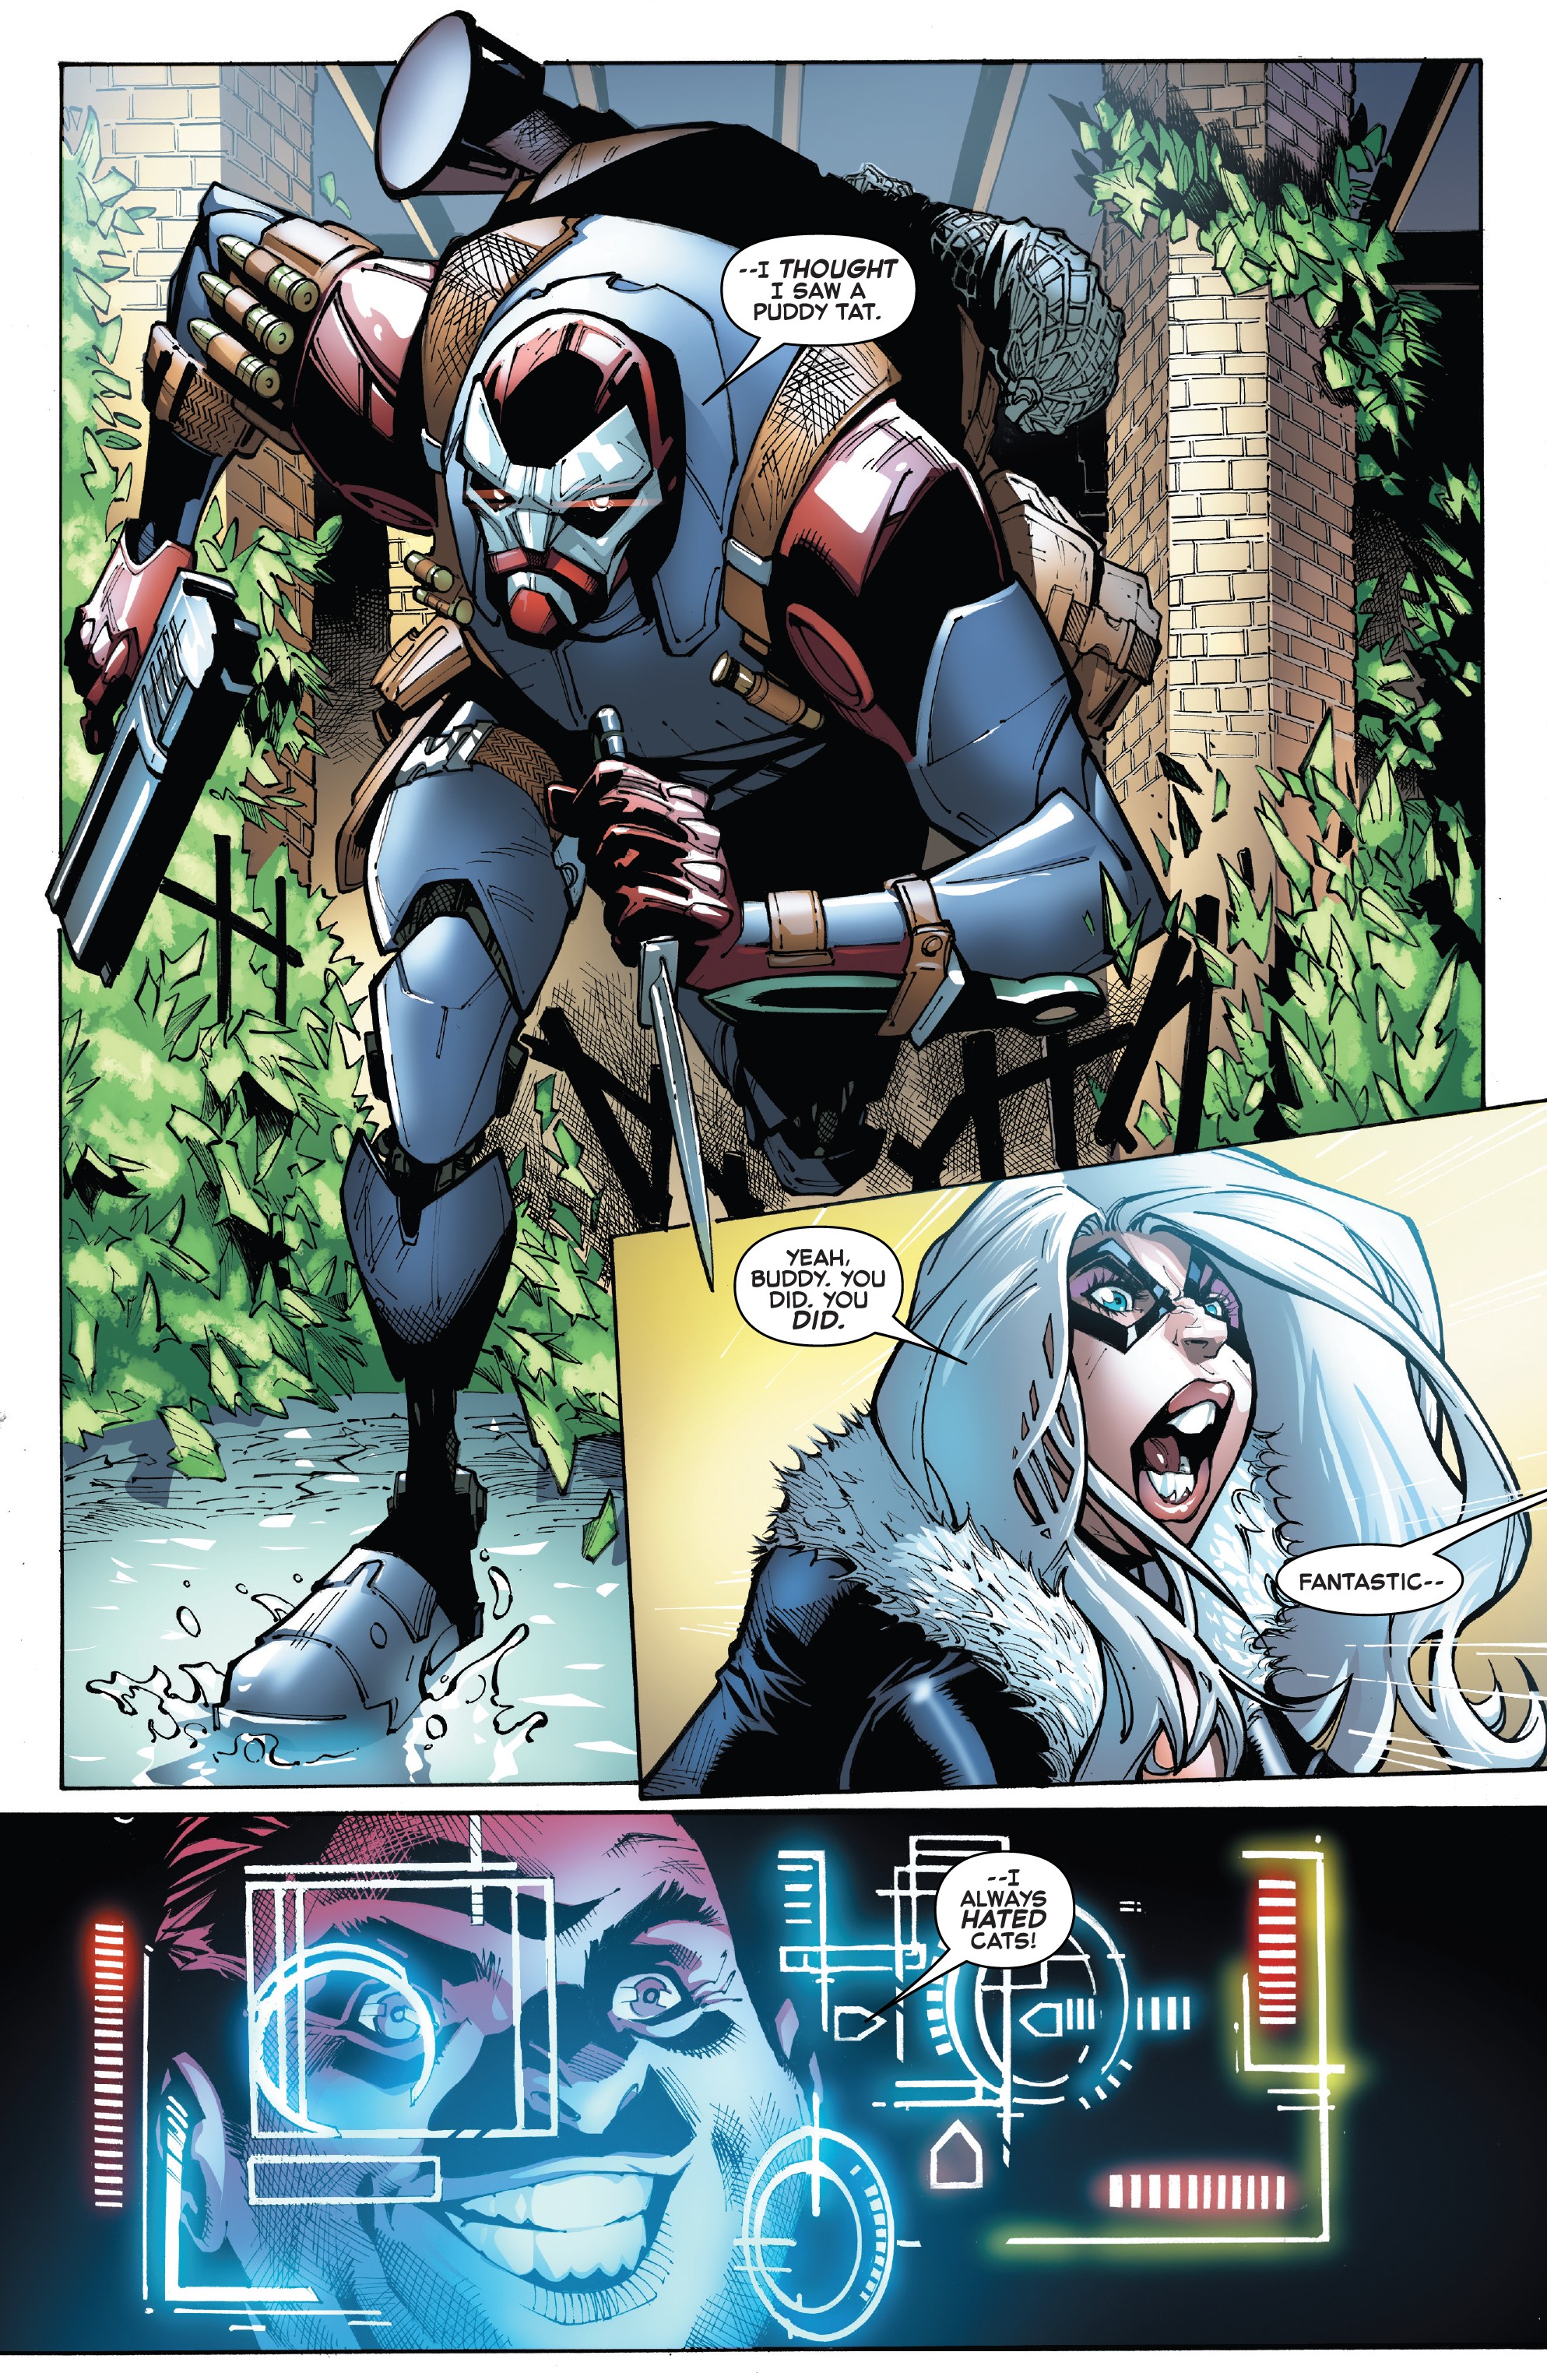 --I THOUGHT
I SAW A
PUDDY TAT.
YEAH,
BUDDY. YOU
DID. YOU
DID.
FANTASTIC--
--I
ALWAYS
HATED
CATS!